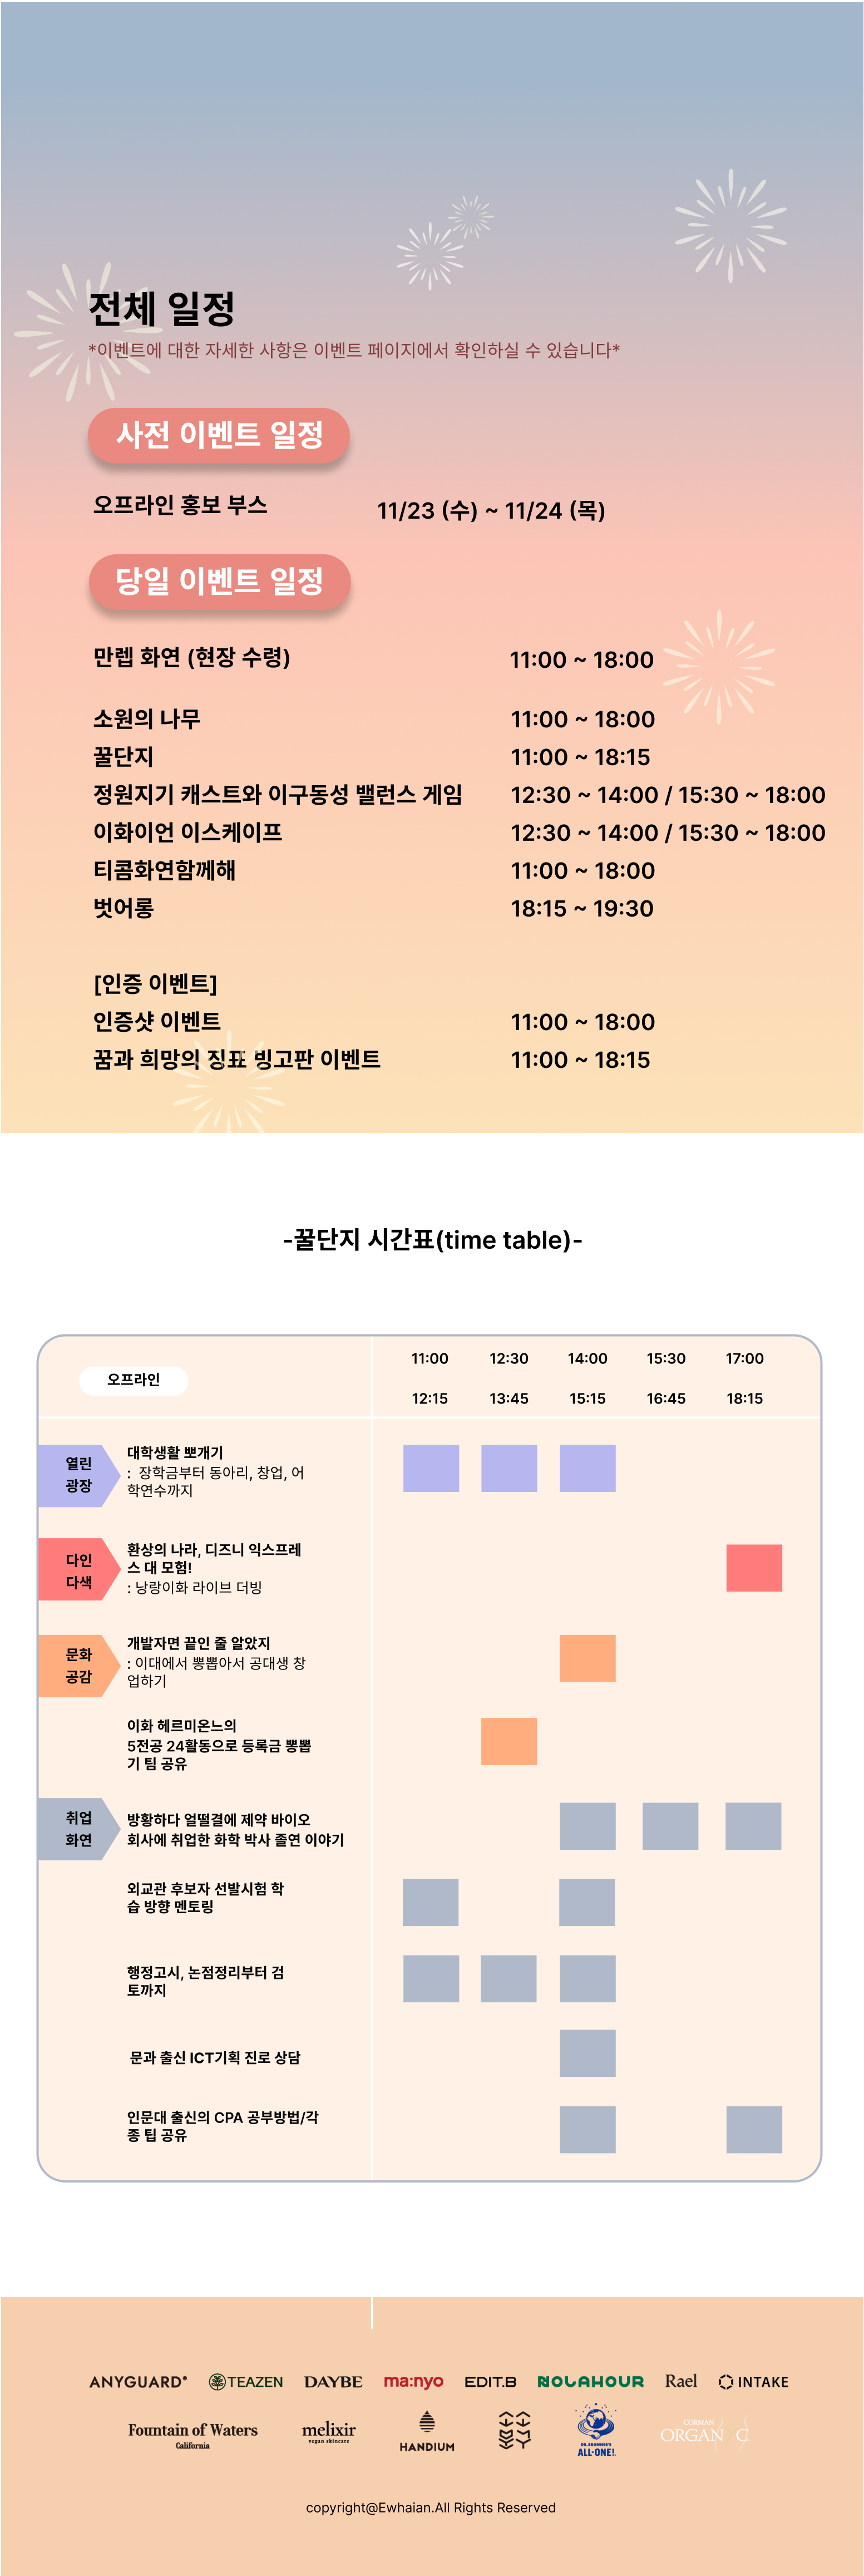 전체 일정
*이벤트에 대한 자세한 사항은 이벤트 페이지에서 확인하실 수 있습니다*
사전 이벤트 일정
오프라인 홍보 부스 11/23 (수) ~ 11/24 (목)
당일 이벤트 일정
만렙 화연 (현장 수령) 11:00 ~ 18:00
소원의 나무 11:00 ~ 18:00
꿀단지 11:00 ~ 18:15
정원지기 캐스트와 이구동성 밸런스 게임 12:30 ~ 14:00 / 15:30 ~ 18:00
이화이언 이스케이프 12:30 ~ 14:00 / 15:30 ~ 18:00
티콤화연함께해 11:00 ~ 18:00
벗어롱 18:15 ~ 19:30
[인증 이벤트]
인증샷 이벤트 11:00 ~ 18:00
꿈과 희망의 징표 빙고판 이벤트 11:00 ~ 18:15
-꿀단지 시간표(time table)-
오프라인
11:00 12:30 14:00 15:30 17:00
12:15 13:45 15:15 16:45 18:15
열린
광장
대학생활 뽀개기
: 장학금부터 동아리, 창업, 어
학연수까지
다인
다색
환상의 나라, 디즈니 익스프레
스 대 모험!
: 낭랑이화 라이브 더빙
문화
공감
개발자면 끝인 줄 알았지
: 이대에서 뽕뽑아서 공대생 창
업하기
이화 헤르미온느의
5전공 24활동으로 등록금 뽕뽑
기 팀 공유
취업
화연
방황하다 얼떨결에 제약 바이오
회사에 취업한 화학 박사 졸연 이야기
외교관 후보자 선발시험 학
습 방향 멘토링
행정고시, 논점정리부터 검
토까지
문과 출신 ICT기획 진로 상담
인문대 출신의 CPA 공부방법/각
종 팁 공유
ANYGUARD® TEAZEN DAYBE ma:nyo EDIT.B NOLAHOUR Rael INTAKE
Fountain of Waters
California
melixir
vegan skincare
HANDIUM
DR. BRONNER'S
ALL-ONE!
CORMAN
copyright@Ewhaian.All Rights Reserved